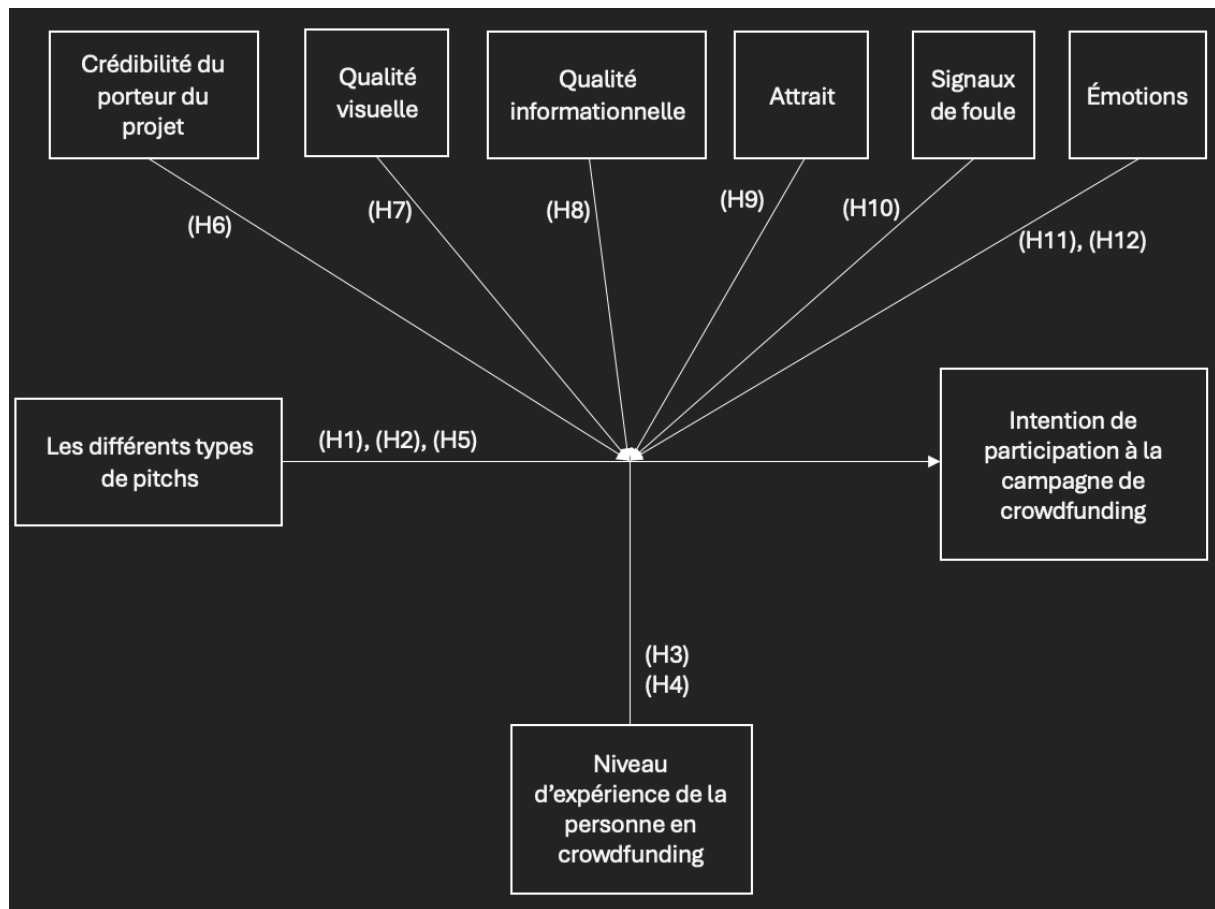 Crédibilité du
porteur du
projet
Qualité
visuelle
Qualité
informationnelle
Attrait
Signaux
de foule
Émotions
(H6)
(H7)
(H8)
(H9)
(H10)
(H11), (H12)
Les différents types
de pitchs
(H1), (H2), (H5)
Intention de
participation à la
campagne de
crowdfunding
(H3)
(H4)
Niveau
d’expérience de la
personne en
crowdfunding